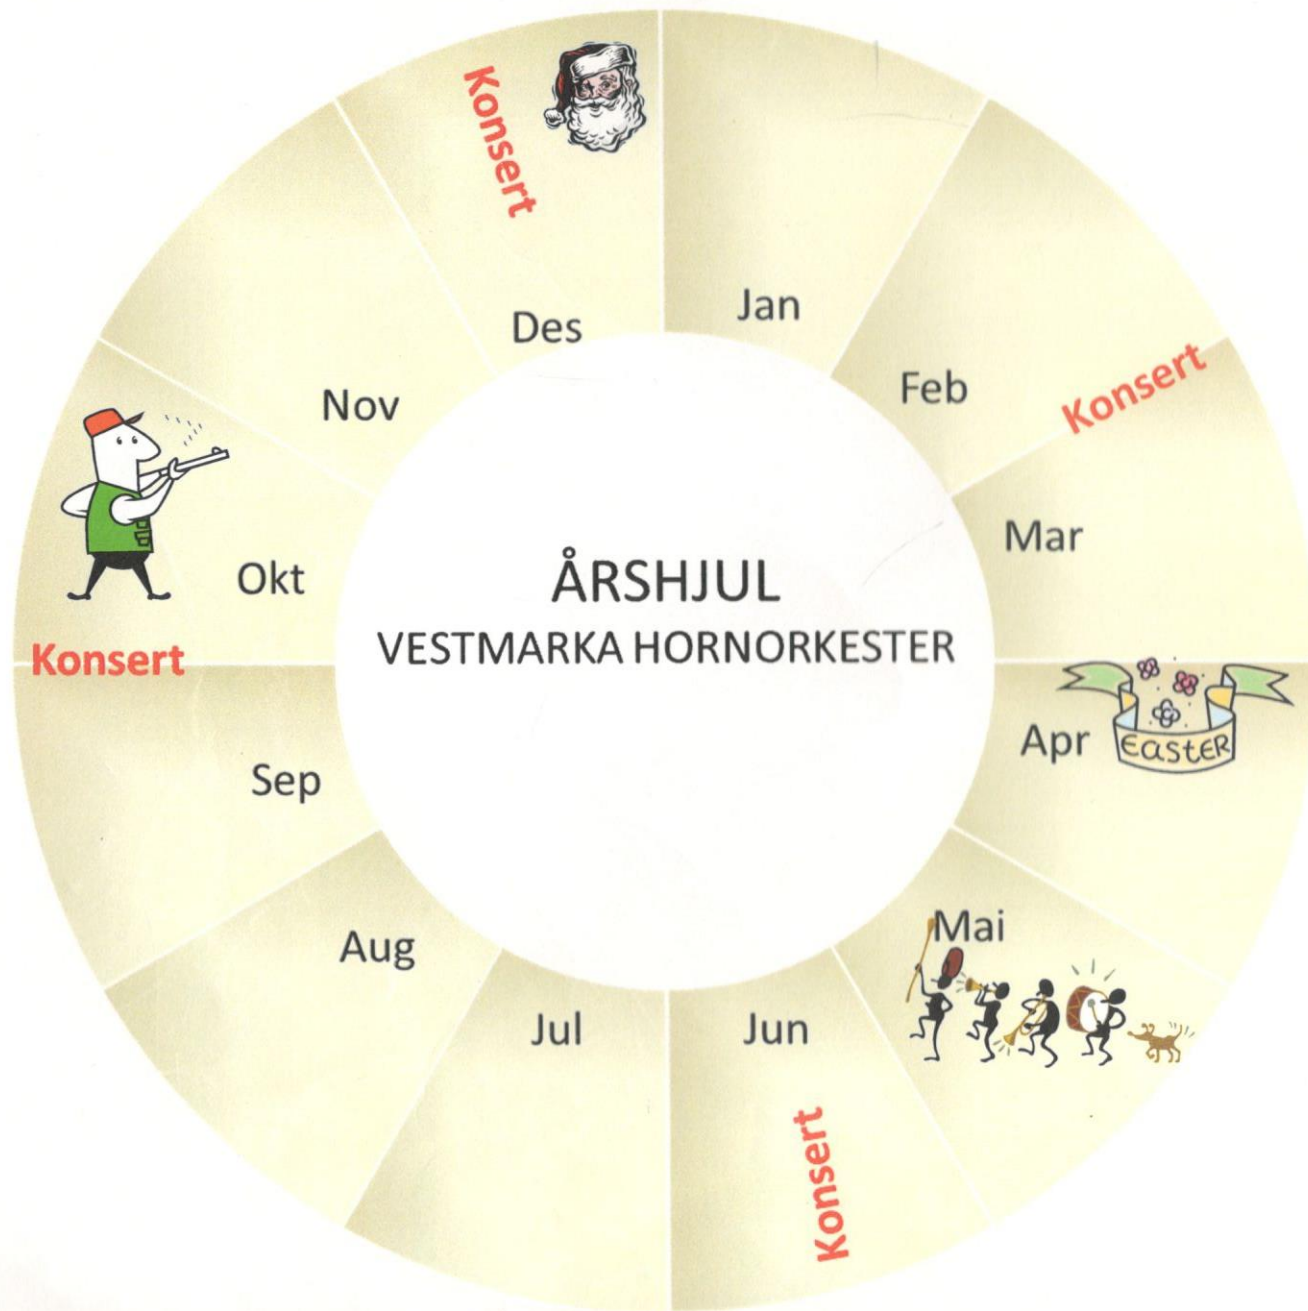 ÅRSHJUL
VESTMARKA HORNORKESTER
Jan
Feb
Konsert
Mar
Apr
EASTER
Mai
Jun
Konsert
Jul
Aug
Sep
Konsert
Okt
Nov
Des
Konsert